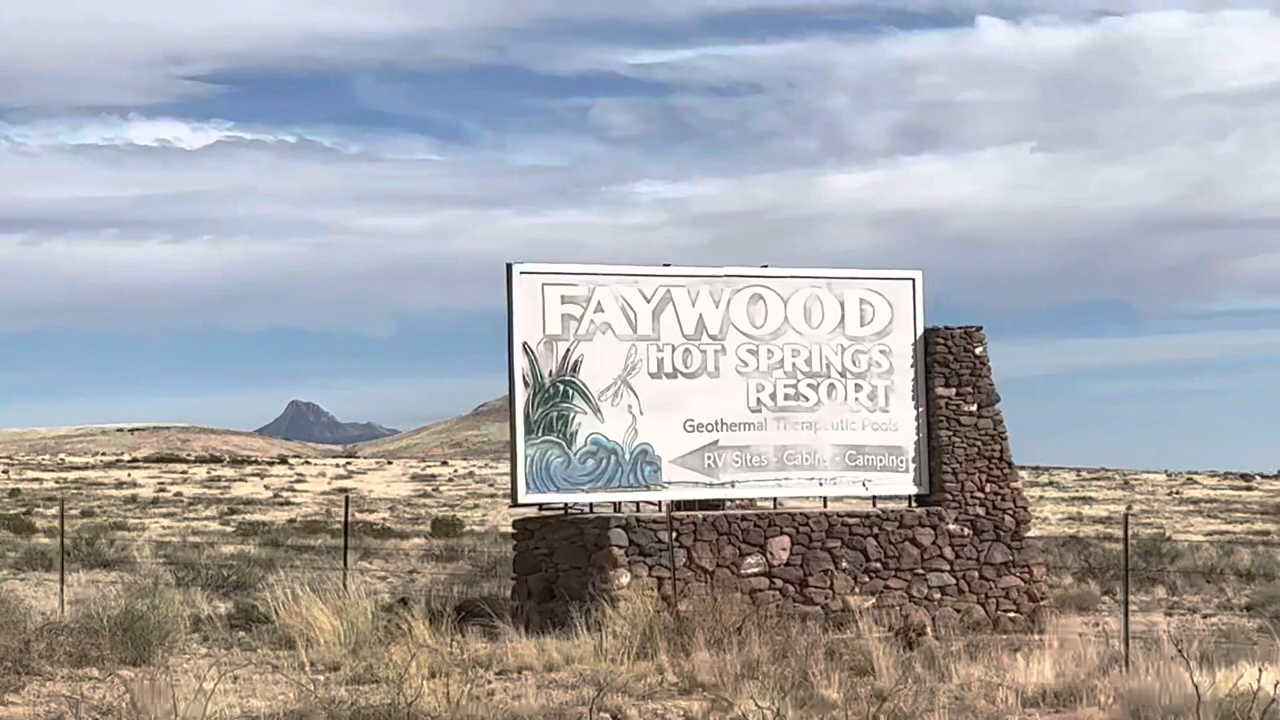 FAYWOOD
HOT SPRINGS
RESORT
Geothermal Therapeutic Pools
RV Sites - Cabins - Camping